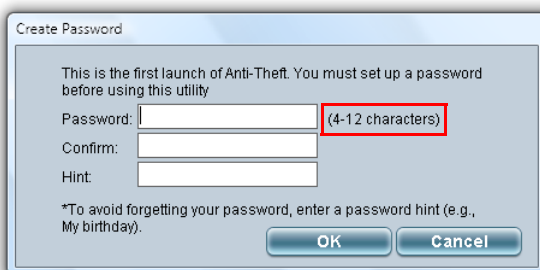 Create Password
This is the first launch of Anti-Theft. You must set up a password
before using this utility
Password: (4-12 characters)
Confirm:
Hint:
*To avoid forgetting your password, enter a password hint (e.g.,
My birthday).
OK Cancel